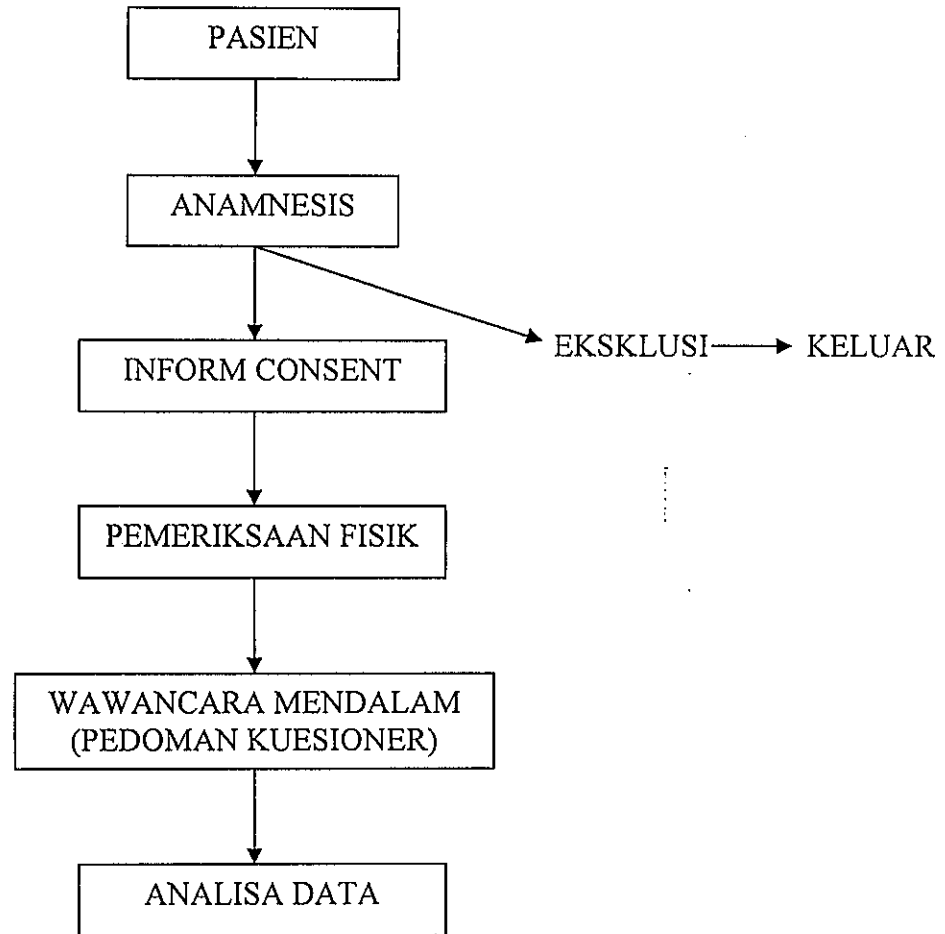 PASIEN
ANAMNESIS
INFORM CONSENT
EKSKLUSI
KELUAR
PEMERIKSAAN FISIK
WAWANCARA MENDALAM
(PEDOMAN KUESIONER)
ANALISA DATA